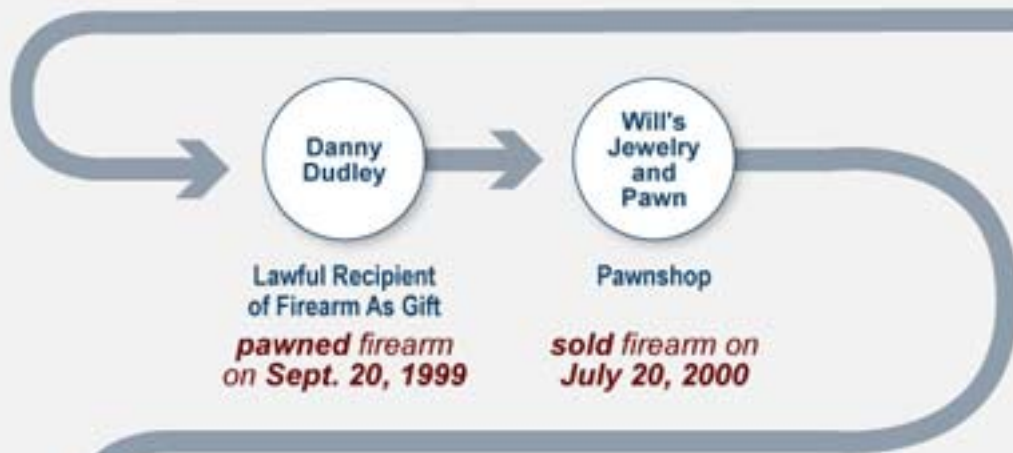 Danny
Dudley
Lawful Recipient
of Firearm As Gift
pawned firearm
on Sept. 20, 1999
Will's
Jewelry
and
Pawn
Pawnshop
sold firearm on
July 20, 2000